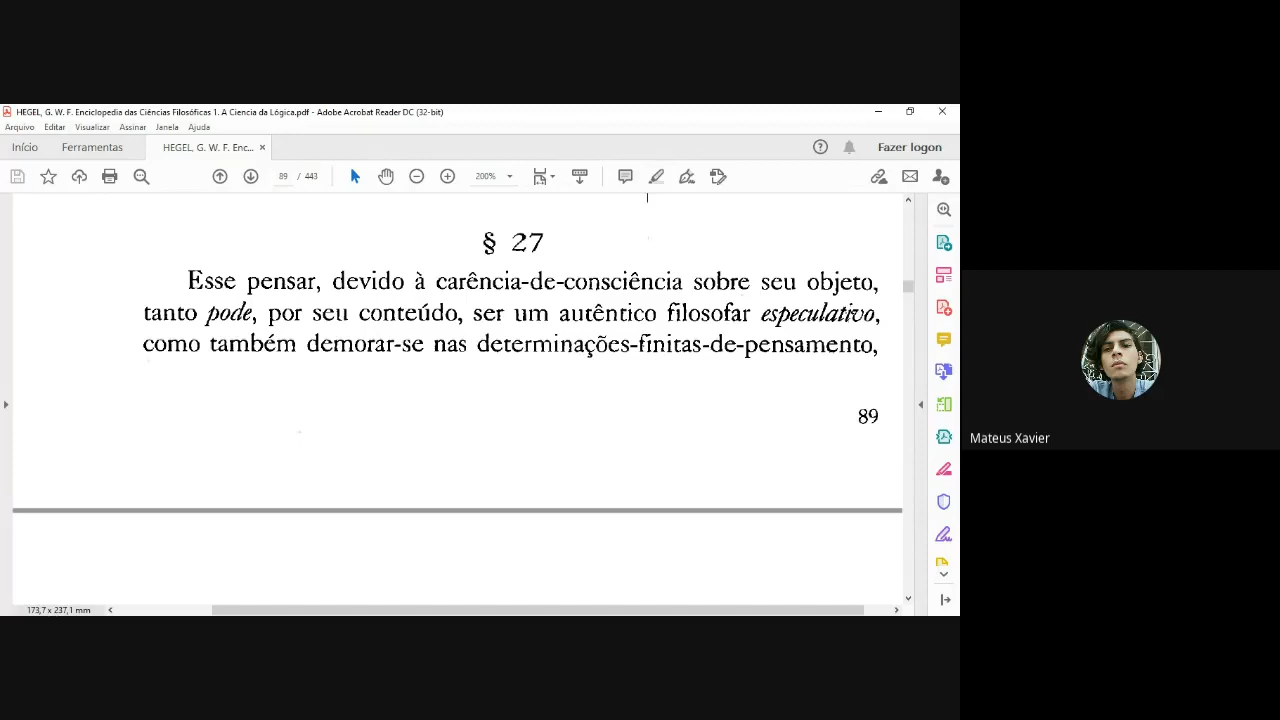 HEGEL, G. W. F. Enciclopedia das Ciências Filosóficas 1. A Ciencia da Lógica.pdf - Adobe Acrobat Reader DC (32-bit)
Arquivo Editar Visualizar Assinar Janela Ajuda
Início Ferramentas HEGEL, G. W. F. Enc... × Fazer logon
89 / 443 200%
§ 27
Esse pensar, devido à carência-de-consciência sobre seu objeto,
tanto pode, por seu conteúdo, ser um autêntico filosofar especulativo,
como também demorar-se nas determinações-finitas-de-pensamento,
89
173,7 x 237,1 mm
Mateus Xavier